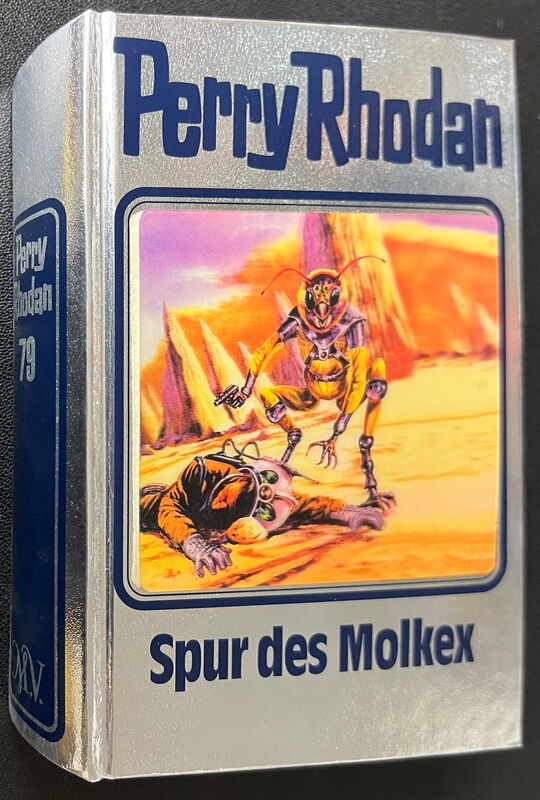 Perry Rhodan
Spur des Molkex
Perry
Rhodan
79